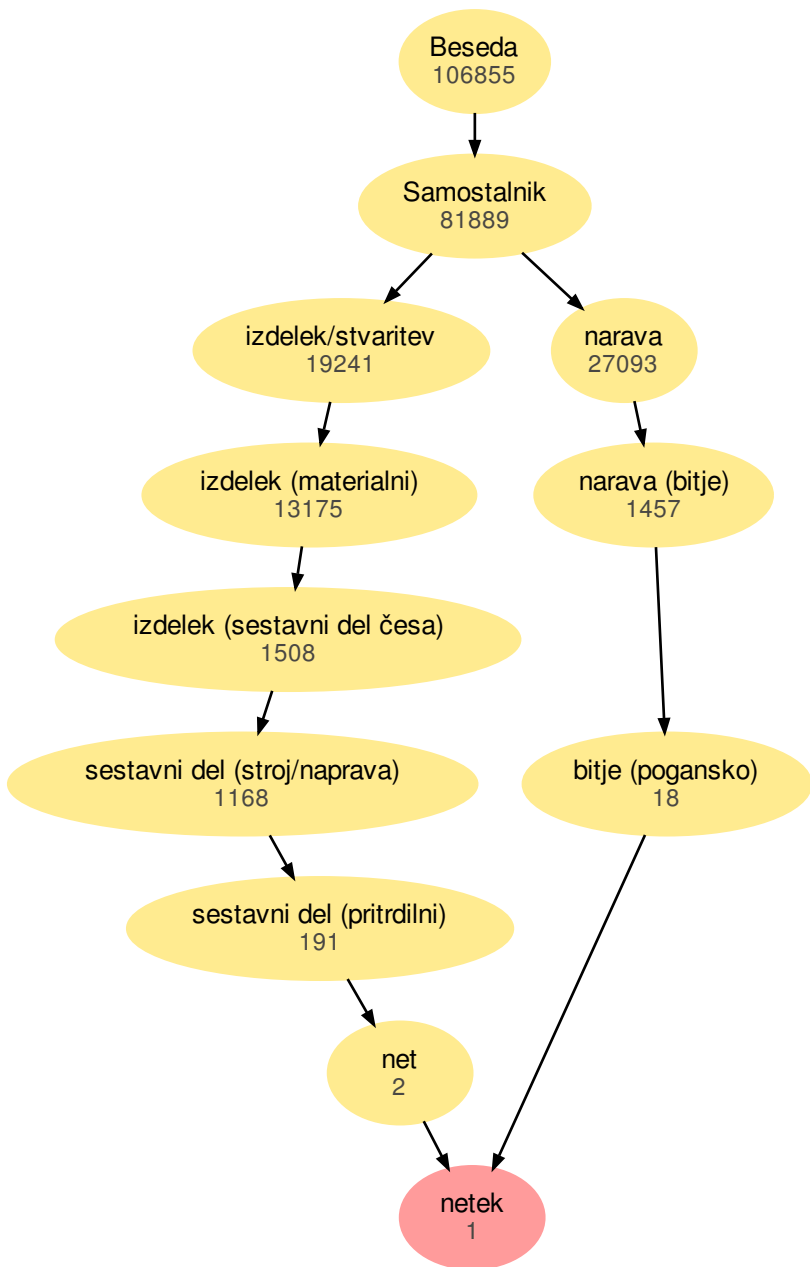 Beseda
106855
Samostalnik
81889
izdelek/stvaritev
19241
narava
27093
izdelek (materialni)
13175
narava (bitje)
1457
izdelek (sestavni del česa)
1508
sestavni del (stroj/naprava)
1168
bitje (pogansko)
18
sestavni del (pritrdilni)
191
net
2
netek
1